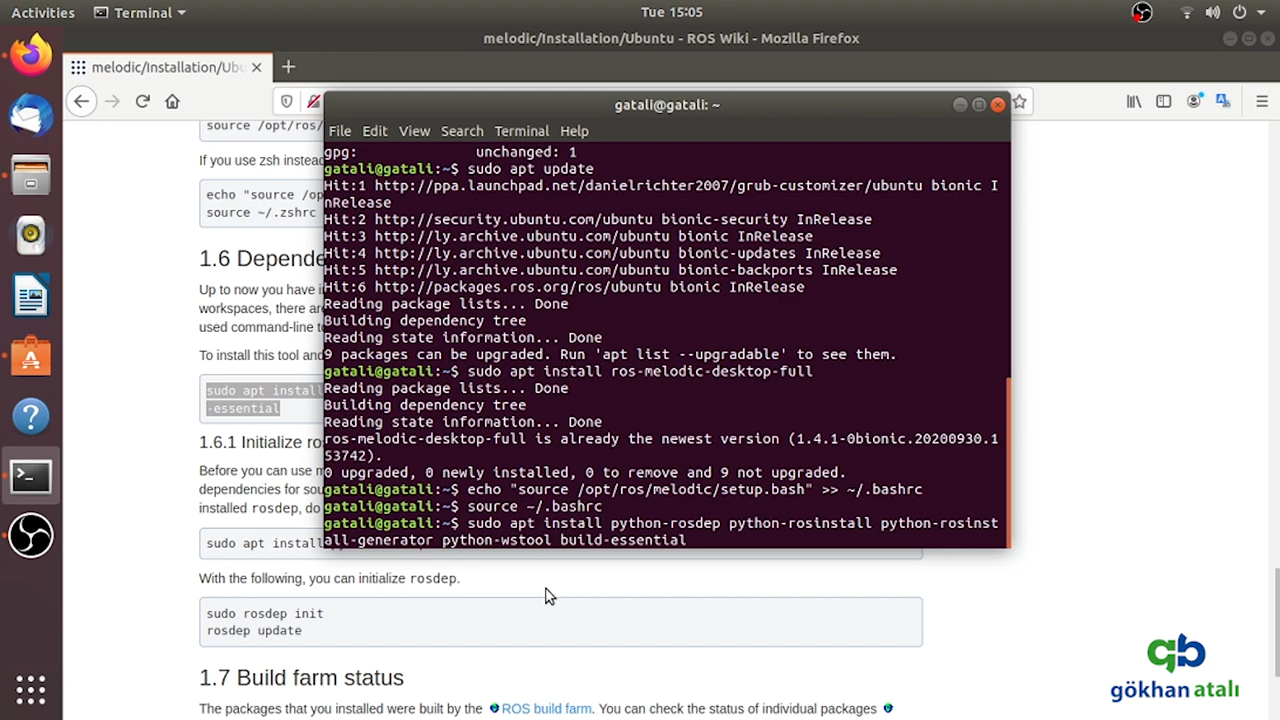 Activities
Terminal
Tue 15:05
melodic/Installation/Ubuntu - ROS Wiki - Mozilla Firefox
melodic/Installation/Ubu
gatali@gatali: ~
File Edit View Search Terminal Help
gpg: unchanged: 1
gatali@gatali:~$ sudo apt update
Hit:1 http://ppa.launchpad.net/danielrichter2007/grub-customizer/ubuntu bionic I
nRelease
Hit:2 http://security.ubuntu.com/ubuntu bionic-security InRelease
Hit:3 http://ly.archive.ubuntu.com/ubuntu bionic InRelease
Hit:4 http://ly.archive.ubuntu.com/ubuntu bionic-updates InRelease
Hit:5 http://ly.archive.ubuntu.com/ubuntu bionic-backports InRelease
Hit:6 http://packages.ros.org/ros/ubuntu bionic InRelease
Reading package lists... Done
Building dependency tree
Reading state information... Done
9 packages can be upgraded. Run 'apt list --upgradable' to see them.
gatali@gatali:~$ sudo apt install ros-melodic-desktop-full
Reading package lists... Done
Building dependency tree
Reading state information... Done
ros-melodic-desktop-full is already the newest version (1.4.1-0bionic.20200930.1
53742).
0 upgraded, 0 newly installed, 0 to remove and 9 not upgraded.
gatali@gatali:~$ echo "source /opt/ros/melodic/setup.bash" >> ~/.bashrc
gatali@gatali:~$ source ~/.bashrc
gatali@gatali:~$ sudo apt install python-rosdep python-rosinstall python-rosinst
all-generator python-wstool build-essential
source /opt/ros/
If you use zsh instead
echo "source /op
source ~/.zshrc
1.6 Depende
Up to now you have i
workspaces, there are
used command-line to
To install this tool and
sudo apt install
-essential
1.6.1 Initialize ros
Before you can use m
dependencies for sou
installed rosdep, do
sudo apt install
With the following, you can initialize rosdep.
sudo rosdep init
rosdep update
1.7 Build farm status
The packages that you installed were built by the ROS build farm. You can check the status of individual packages
gb
gökhan atalı